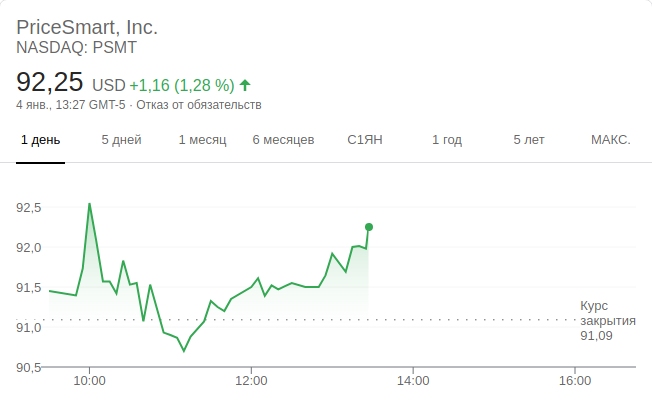 PriceSmart, Inc.
NASDAQ: PSMT
92,25 USD +1,16 (1,28 %)
4 янв., 13:27 GMT-5 · Отказ от обязательств
1 день 5 дней 1 месяц 6 месяцев С1ЯН 1 год 5 лет МАКС.
92,5
92,0
91,5
91,0
90,5
Курс
закрытия
91,09
10:00 12:00 14:00 16:00